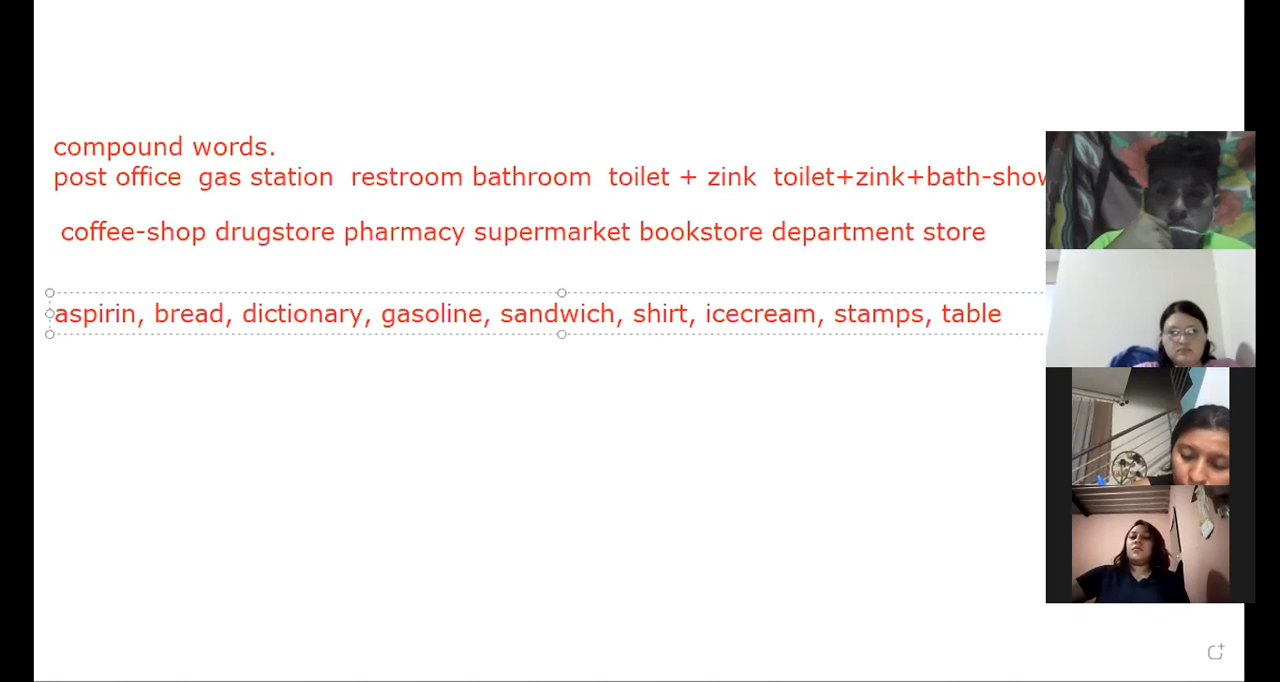 compound words.
post office gas station restroom bathroom toilet + zink toilet+zink+bath-show
coffee-shop drugstore pharmacy supermarket bookstore department store
aspirin, bread, dictionary, gasoline, sandwich, shirt, icecream, stamps, table